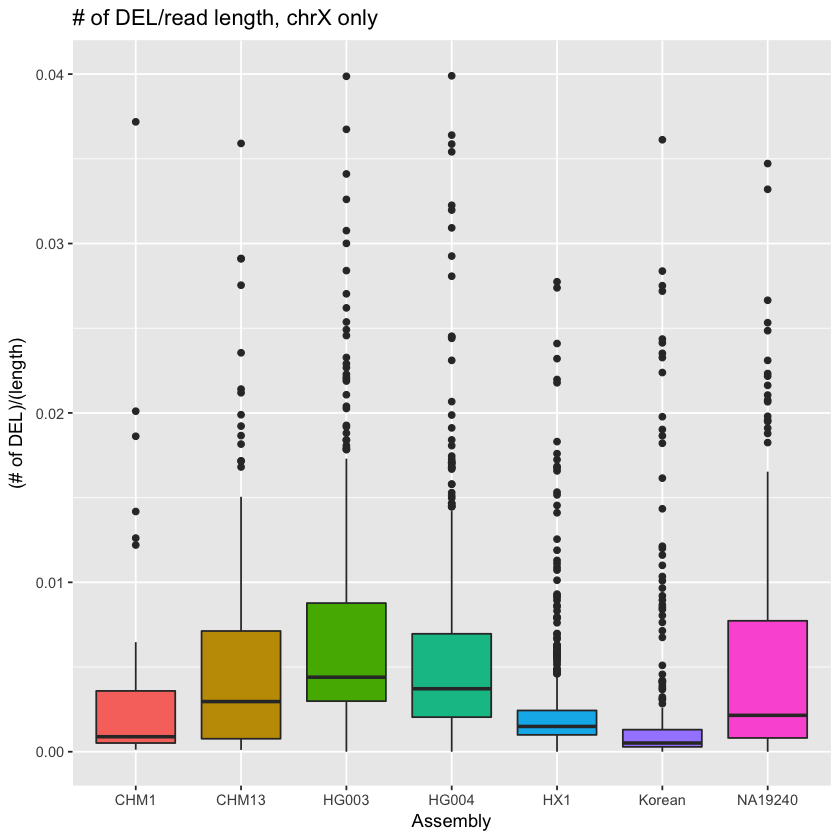 # of DEL/read length, chrX only
(# of DEL)/(length)
0.04
0.03
0.02
0.01
0.00
CHM1 CHM13 HG003 HG004 HX1 Korean NA19240
Assembly